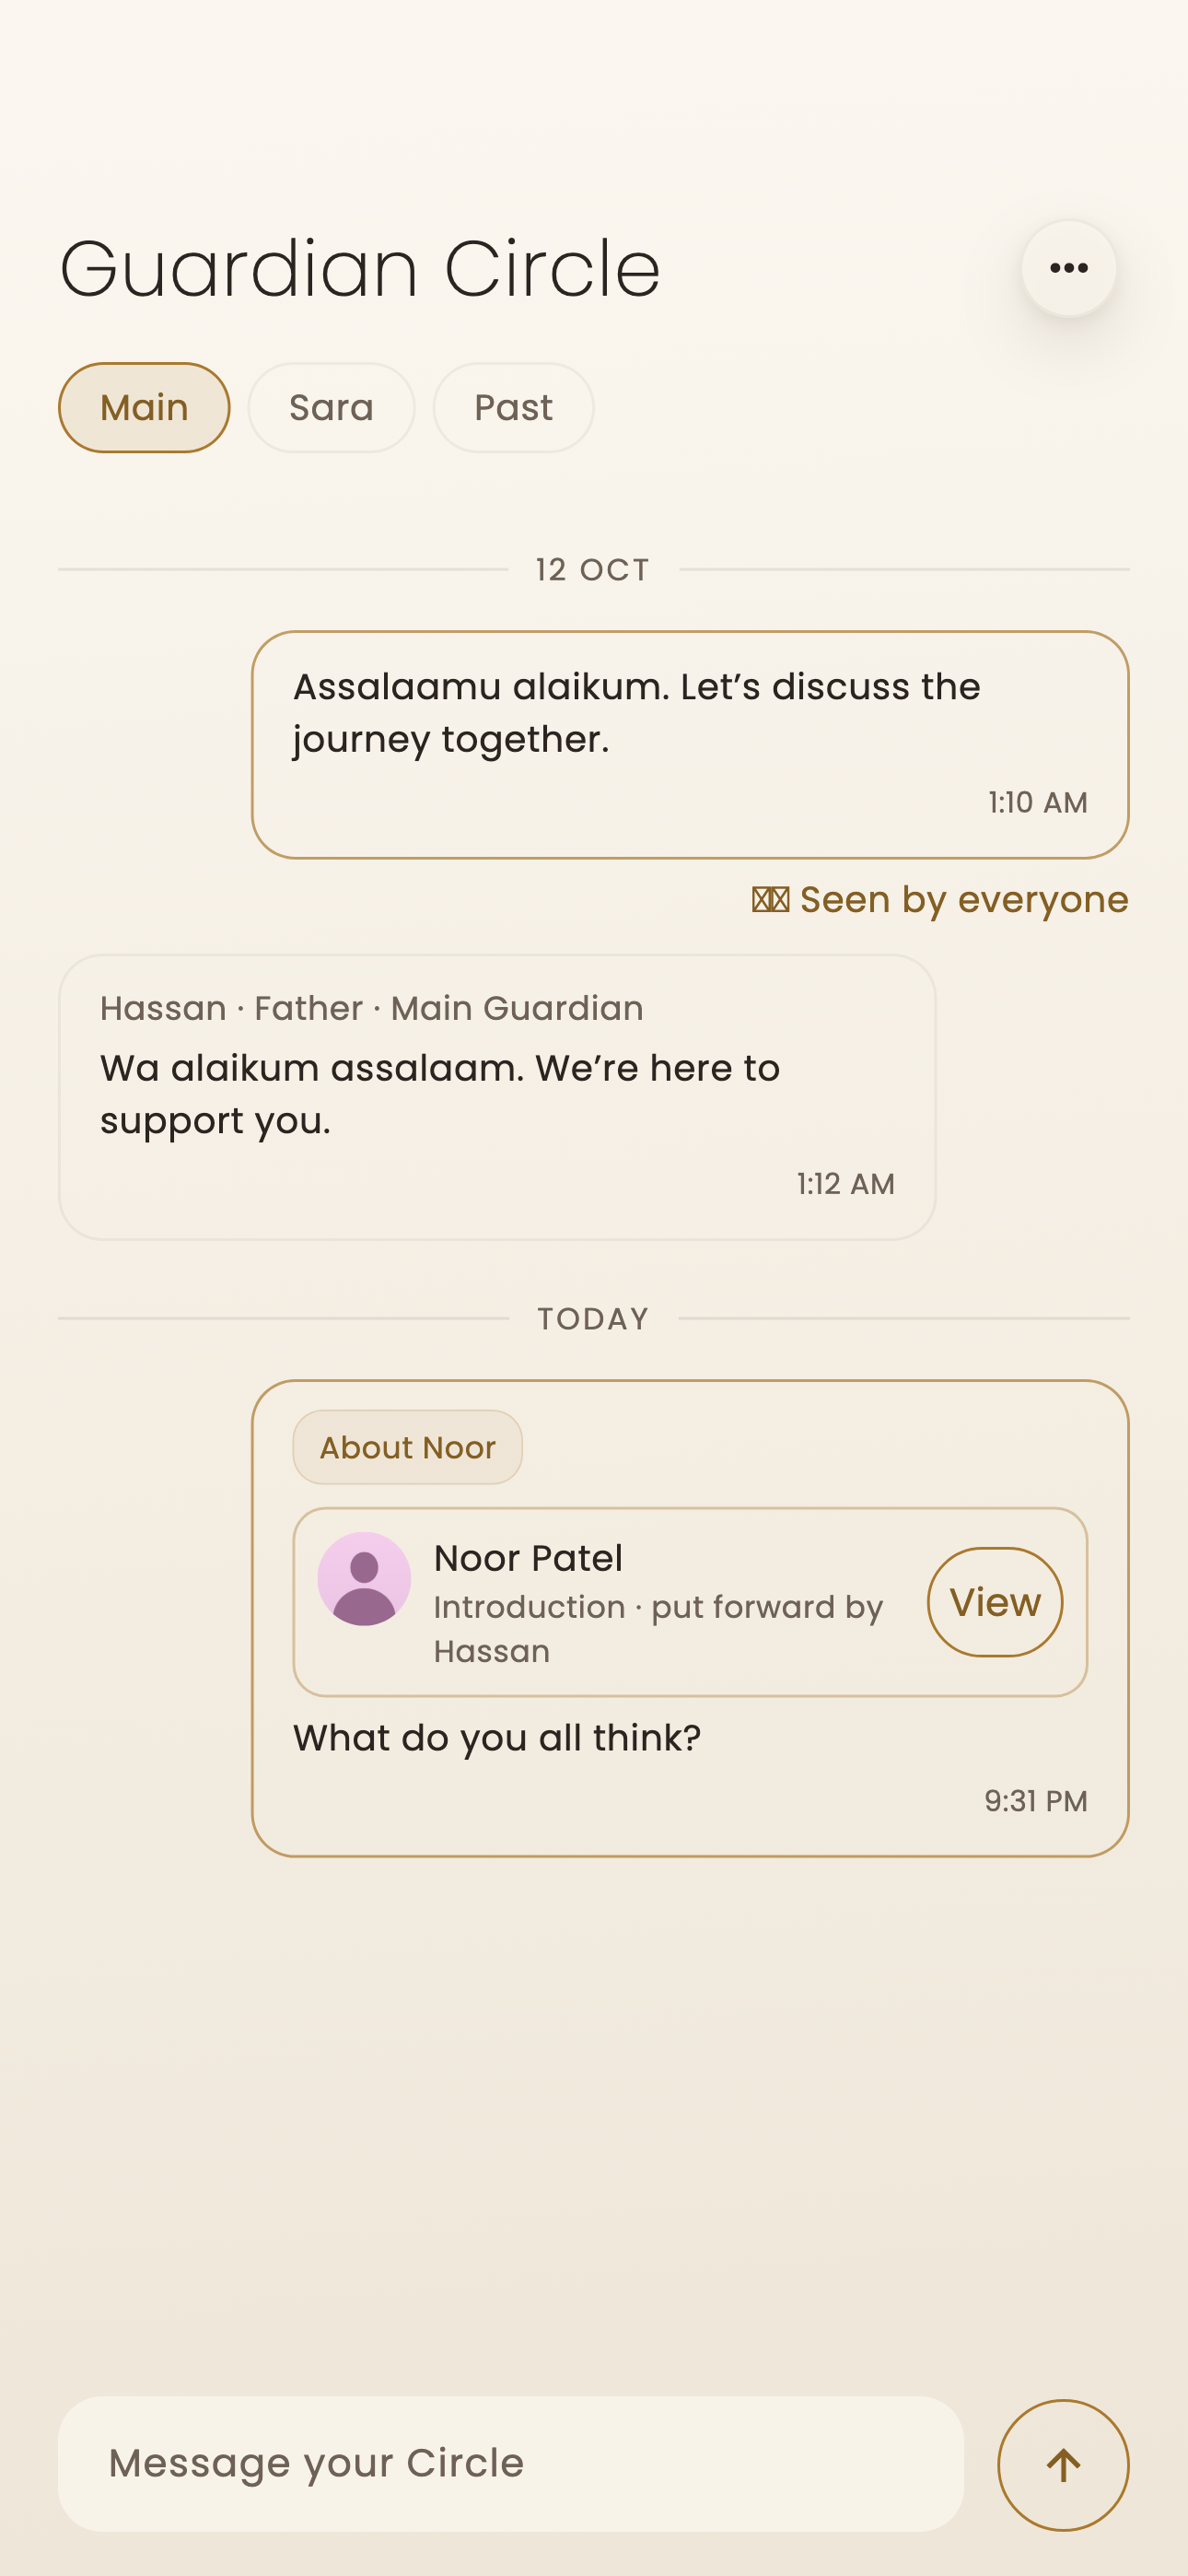 Guardian Circle
Main
Sara
Past
12 OCT
Assalaamu alaikum. Let’s discuss the
journey together.
1:10 AM
Seen by everyone
Hassan · Father · Main Guardian
Wa alaikum assalaam. We’re here to
support you.
1:12 AM
TODAY
About Noor
Noor Patel
Introduction · put forward by
Hassan
View
What do you all think?
9:31 PM
Message your Circle